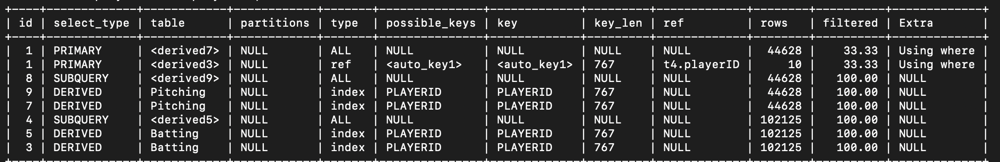 +----+-------------+------------+------------+-------+---------------+-------------+---------+-------------+--------+----------+-------------+
| id | select_type | table      | partitions | type  | possible_keys | key         | key_len | ref         | rows   | filtered | Extra       |
+----+-------------+------------+------------+-------+---------------+-------------+---------+-------------+--------+----------+-------------+
|  1 | PRIMARY     | <derived7> | NULL       | ALL   | NULL          | NULL        | NULL    | NULL        |  44628 |    33.33 | Using where |
|  1 | PRIMARY     | <derived3> | NULL       | ref   | <auto_key1>   | <auto_key1> | 767     | t4.playerID |     10 |    33.33 | Using where |
|  8 | SUBQUERY    | <derived9> | NULL       | ALL   | NULL          | NULL        | NULL    | NULL        |  44628 |   100.00 | NULL        |
|  9 | DERIVED     | Pitching   | NULL       | index | PLAYERID      | PLAYERID    | 767     | NULL        |  44628 |   100.00 | NULL        |
|  7 | DERIVED     | Pitching   | NULL       | index | PLAYERID      | PLAYERID    | 767     | NULL        |  44628 |   100.00 | NULL        |
|  4 | SUBQUERY    | <derived5> | NULL       | ALL   | NULL          | NULL        | NULL    | NULL        | 102125 |   100.00 | NULL        |
|  5 | DERIVED     | Batting    | NULL       | index | PLAYERID      | PLAYERID    | 767     | NULL        | 102125 |   100.00 | NULL        |
|  3 | DERIVED     | Batting    | NULL       | index | PLAYERID      | PLAYERID    | 767     | NULL        | 102125 |   100.00 | NULL        |
+----+-------------+------------+------------+-------+---------------+-------------+---------+-------------+--------+----------+-------------+